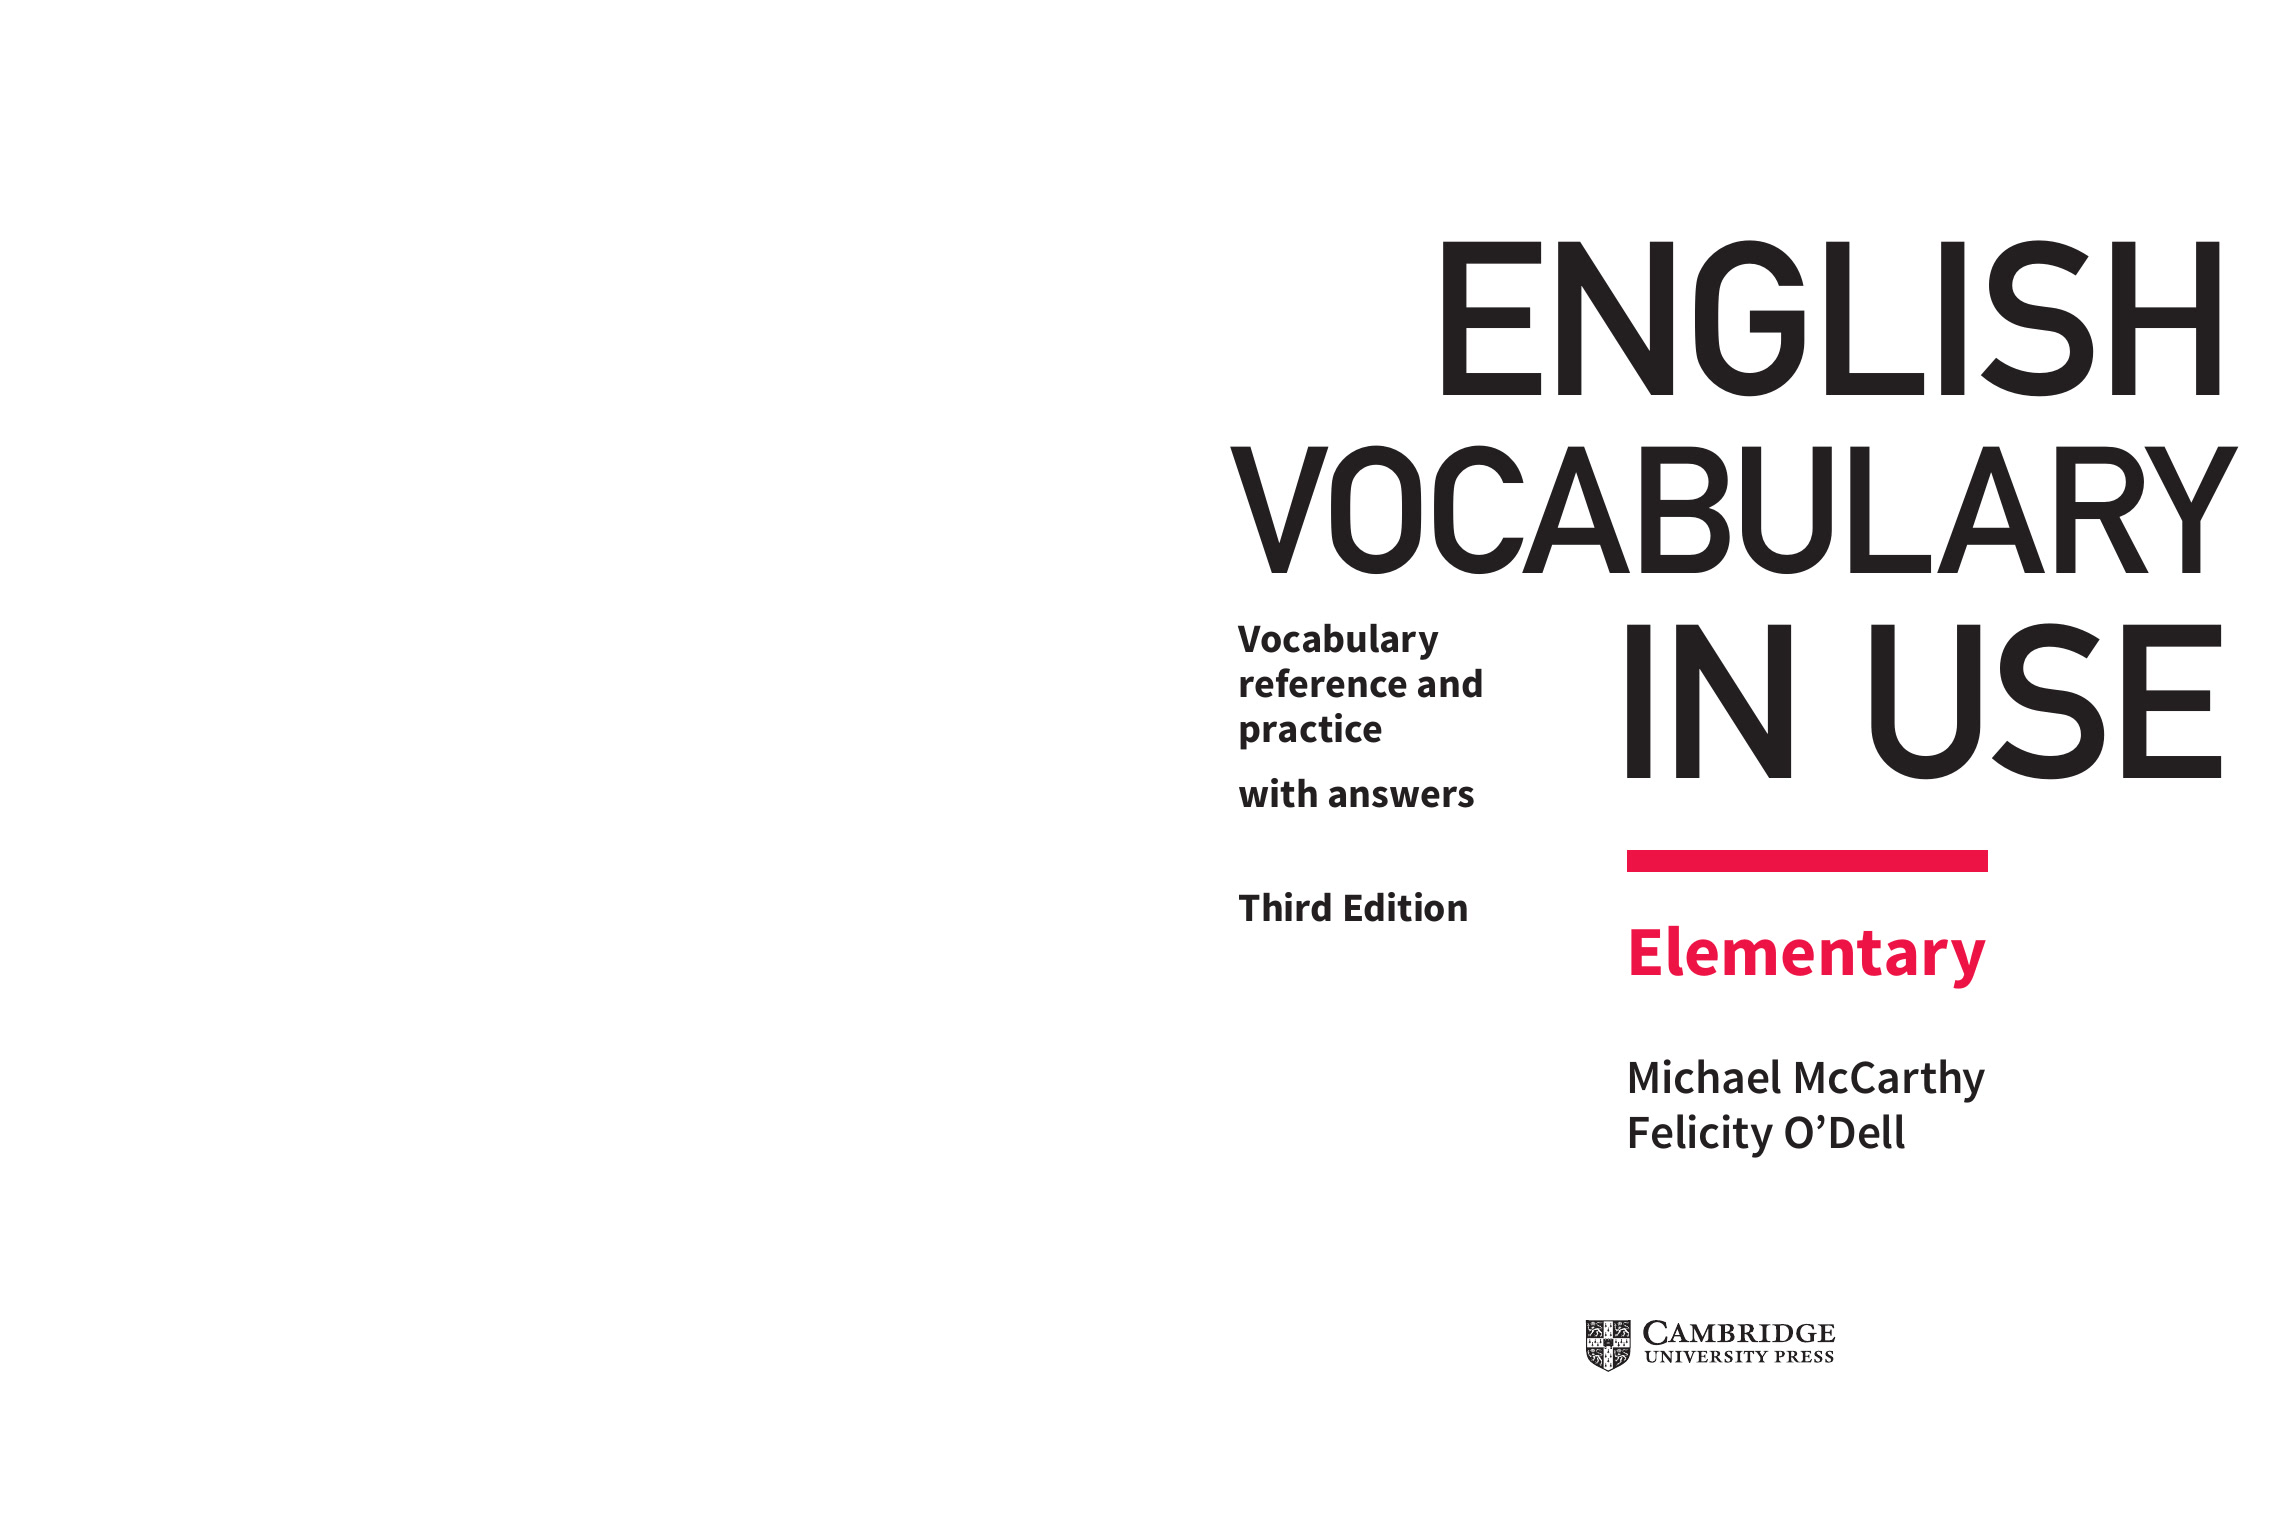 ENGLISH
VOCABULARY
IN USE
Vocabulary
reference and
practice
with answers
Third Edition
Elementary
Michael McCarthy
Felicity O’Dell
CAMBRIDGE
UNIVERSITY PRESS